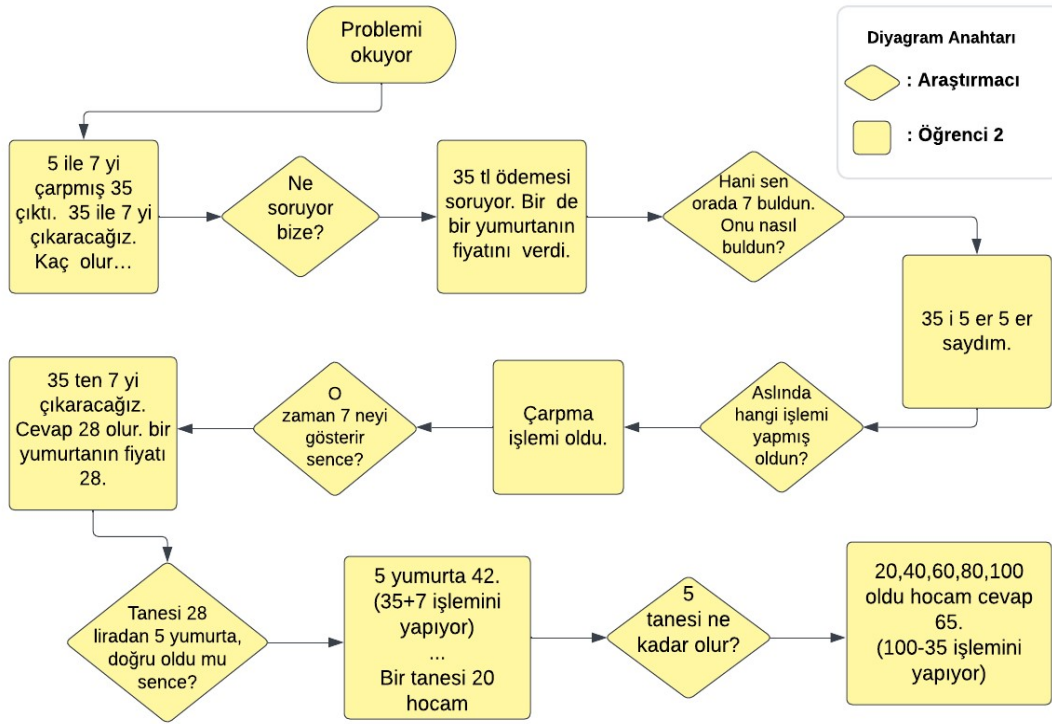 Problemi
okuyor
Diyagram Anahtarı
: Araştırmacı
: Öğrenci 2
5 ile 7 yi
çarpmış 35
çıktı. 35 ile 7 yi
çıkaracağız.
Kaç olur…
Ne
soruyor
bize?
35 tl ödemesi
soruyor. Bir de
bir yumurtanın
fiyatını verdi.
Hani sen
orada 7 buldun.
Onu nasıl
buldun?
35 i 5 er 5 er
saydım.
Aslında
hangi işlemi
yapmış
oldun?
Çarpma
işlemi oldu.
O
zaman 7 neyi
gösterir
sence?
35 ten 7 yi
çıkaracağız.
Cevap 28 olur. bir
yumurtanın fiyatı
28.
Tanesi 28
liradan 5 yumurta,
doğru oldu mu
sence?
5 yumurta 42.
(35+7 işlemini
yapıyor)
...
Bir tanesi 20
hocam
5
tanesi ne
kadar olur?
20,40,60,80,100
oldu hocam cevap
65.
(100-35 işlemini
yapıyor)